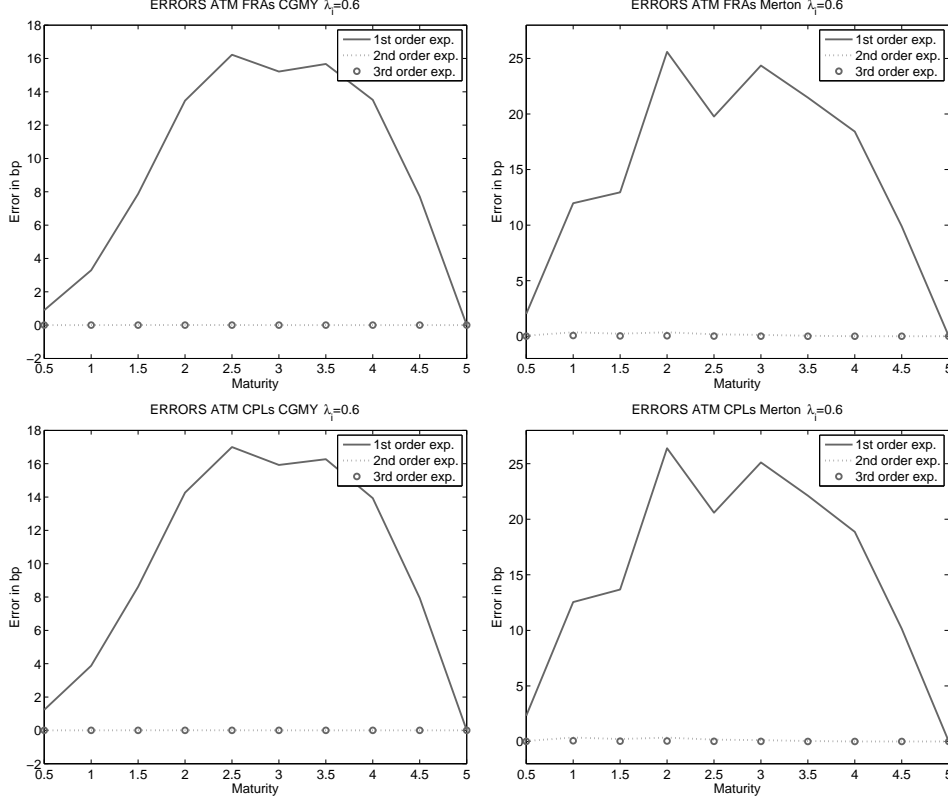 ERRORS ATM FRAs CGMY λi=0.6
Error in bp
18
16
14
12
10
8
6
4
2
0
−2
1st order exp.
2nd order exp.
3rd order exp.
0.5 1 1.5 2 2.5 3 3.5 4 4.5 5
Maturity
ERRORS ATM FRAs Merton λi=0.6
Error in bp
25
20
15
10
5
0
1st order exp.
2nd order exp.
3rd order exp.
0.5 1 1.5 2 2.5 3 3.5 4 4.5 5
Maturity
ERRORS ATM CPLs CGMY λi=0.6
Error in bp
18
16
14
12
10
8
6
4
2
0
−2
1st order exp.
2nd order exp.
3rd order exp.
0.5 1 1.5 2 2.5 3 3.5 4 4.5 5
Maturity
ERRORS ATM CPLs Merton λi=0.6
Error in bp
25
20
15
10
5
0
1st order exp.
2nd order exp.
3rd order exp.
0.5 1 1.5 2 2.5 3 3.5 4 4.5 5
Maturity